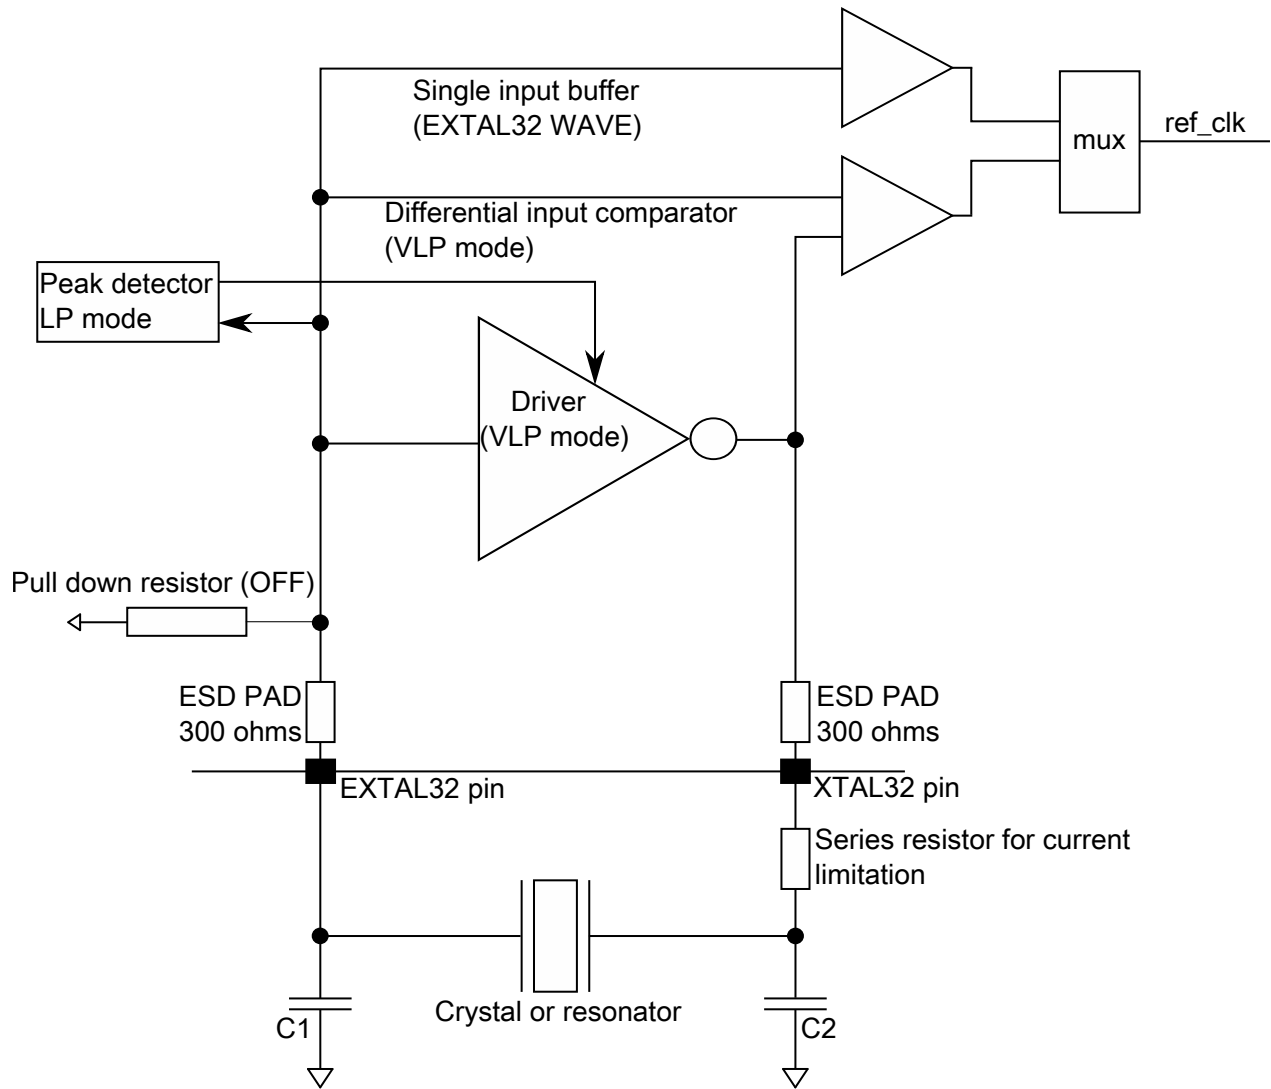 Single input buffer
(EXTAL32 WAVE)
mux
ref_clk
Differential input comparator
(VLP mode)
Peak detector
LP mode
Driver
(VLP mode)
Pull down resistor (OFF)
ESD PAD
300 ohms
ESD PAD
300 ohms
EXTAL32 pin
XTAL32 pin
Series resistor for current
limitation
Crystal or resonator
C1
C2